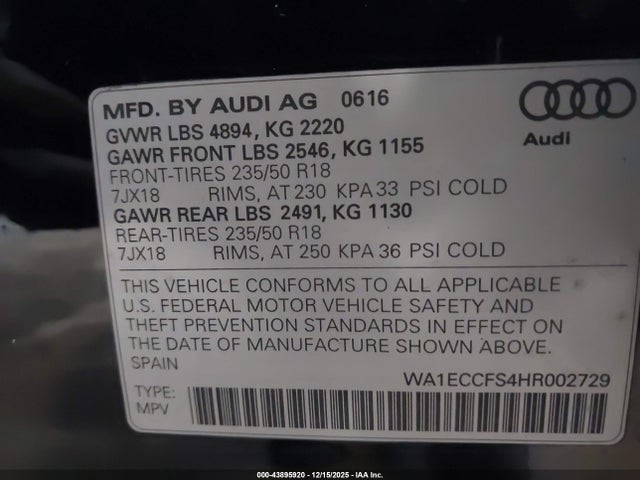 MFD. BY AUDI AG 0616
GVWR LBS 4894, KG 2220
GAWR FRONT LBS 2546, KG 1155
FRONT-TIRES 235/50 R18
7JX18 RIMS, AT 230 KPA 33 PSI COLD
GAWR REAR LBS 2491, KG 1130
REAR-TIRES 235/50 R18
7JX18 RIMS, AT 250 KPA 36 PSI COLD
Audi
THIS VEHICLE CONFORMS TO ALL APPLICABLE
U.S. FEDERAL MOTOR VEHICLE SAFETY AND
THEFT PREVENTION STANDARDS IN EFFECT ON
THE DATE OF MANUFACTURE SHOWN ABOVE.
SPAIN
WA1ECCFS4HR002729
TYPE:
MPV
000-43895920 - 12/15/2025 - IAA Inc.